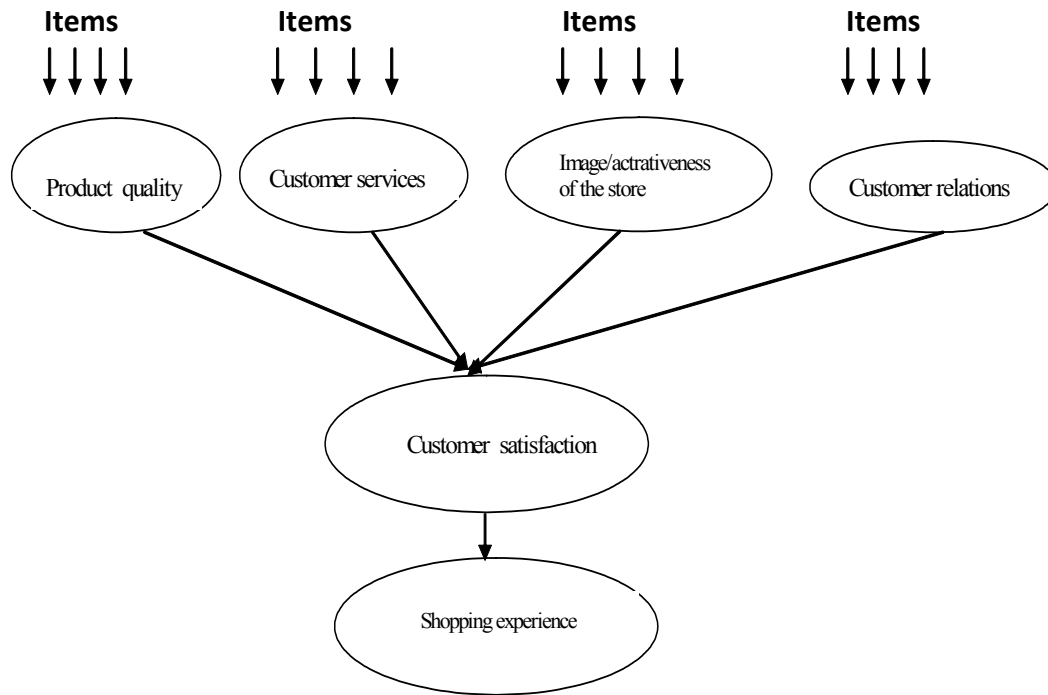 Items
Items
Items
Items
Product quality
Customer services
Image/actrativeness
of the store
Customer relations
Customer satisfaction
Shopping experience